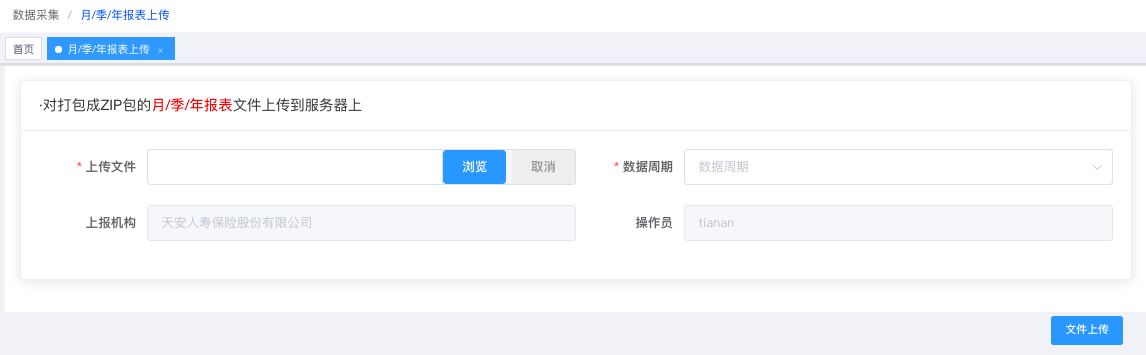 数据采集 / 月/季/年报表上传
首页 月/季/年报表上传 ×
·对打包成ZIP包的月/季/年报表文件上传到服务器上
* 上传文件 浏览 取消 * 数据周期 数据周期
上报机构 天安人寿保险股份有限公司 操作员 tianan
文件上传